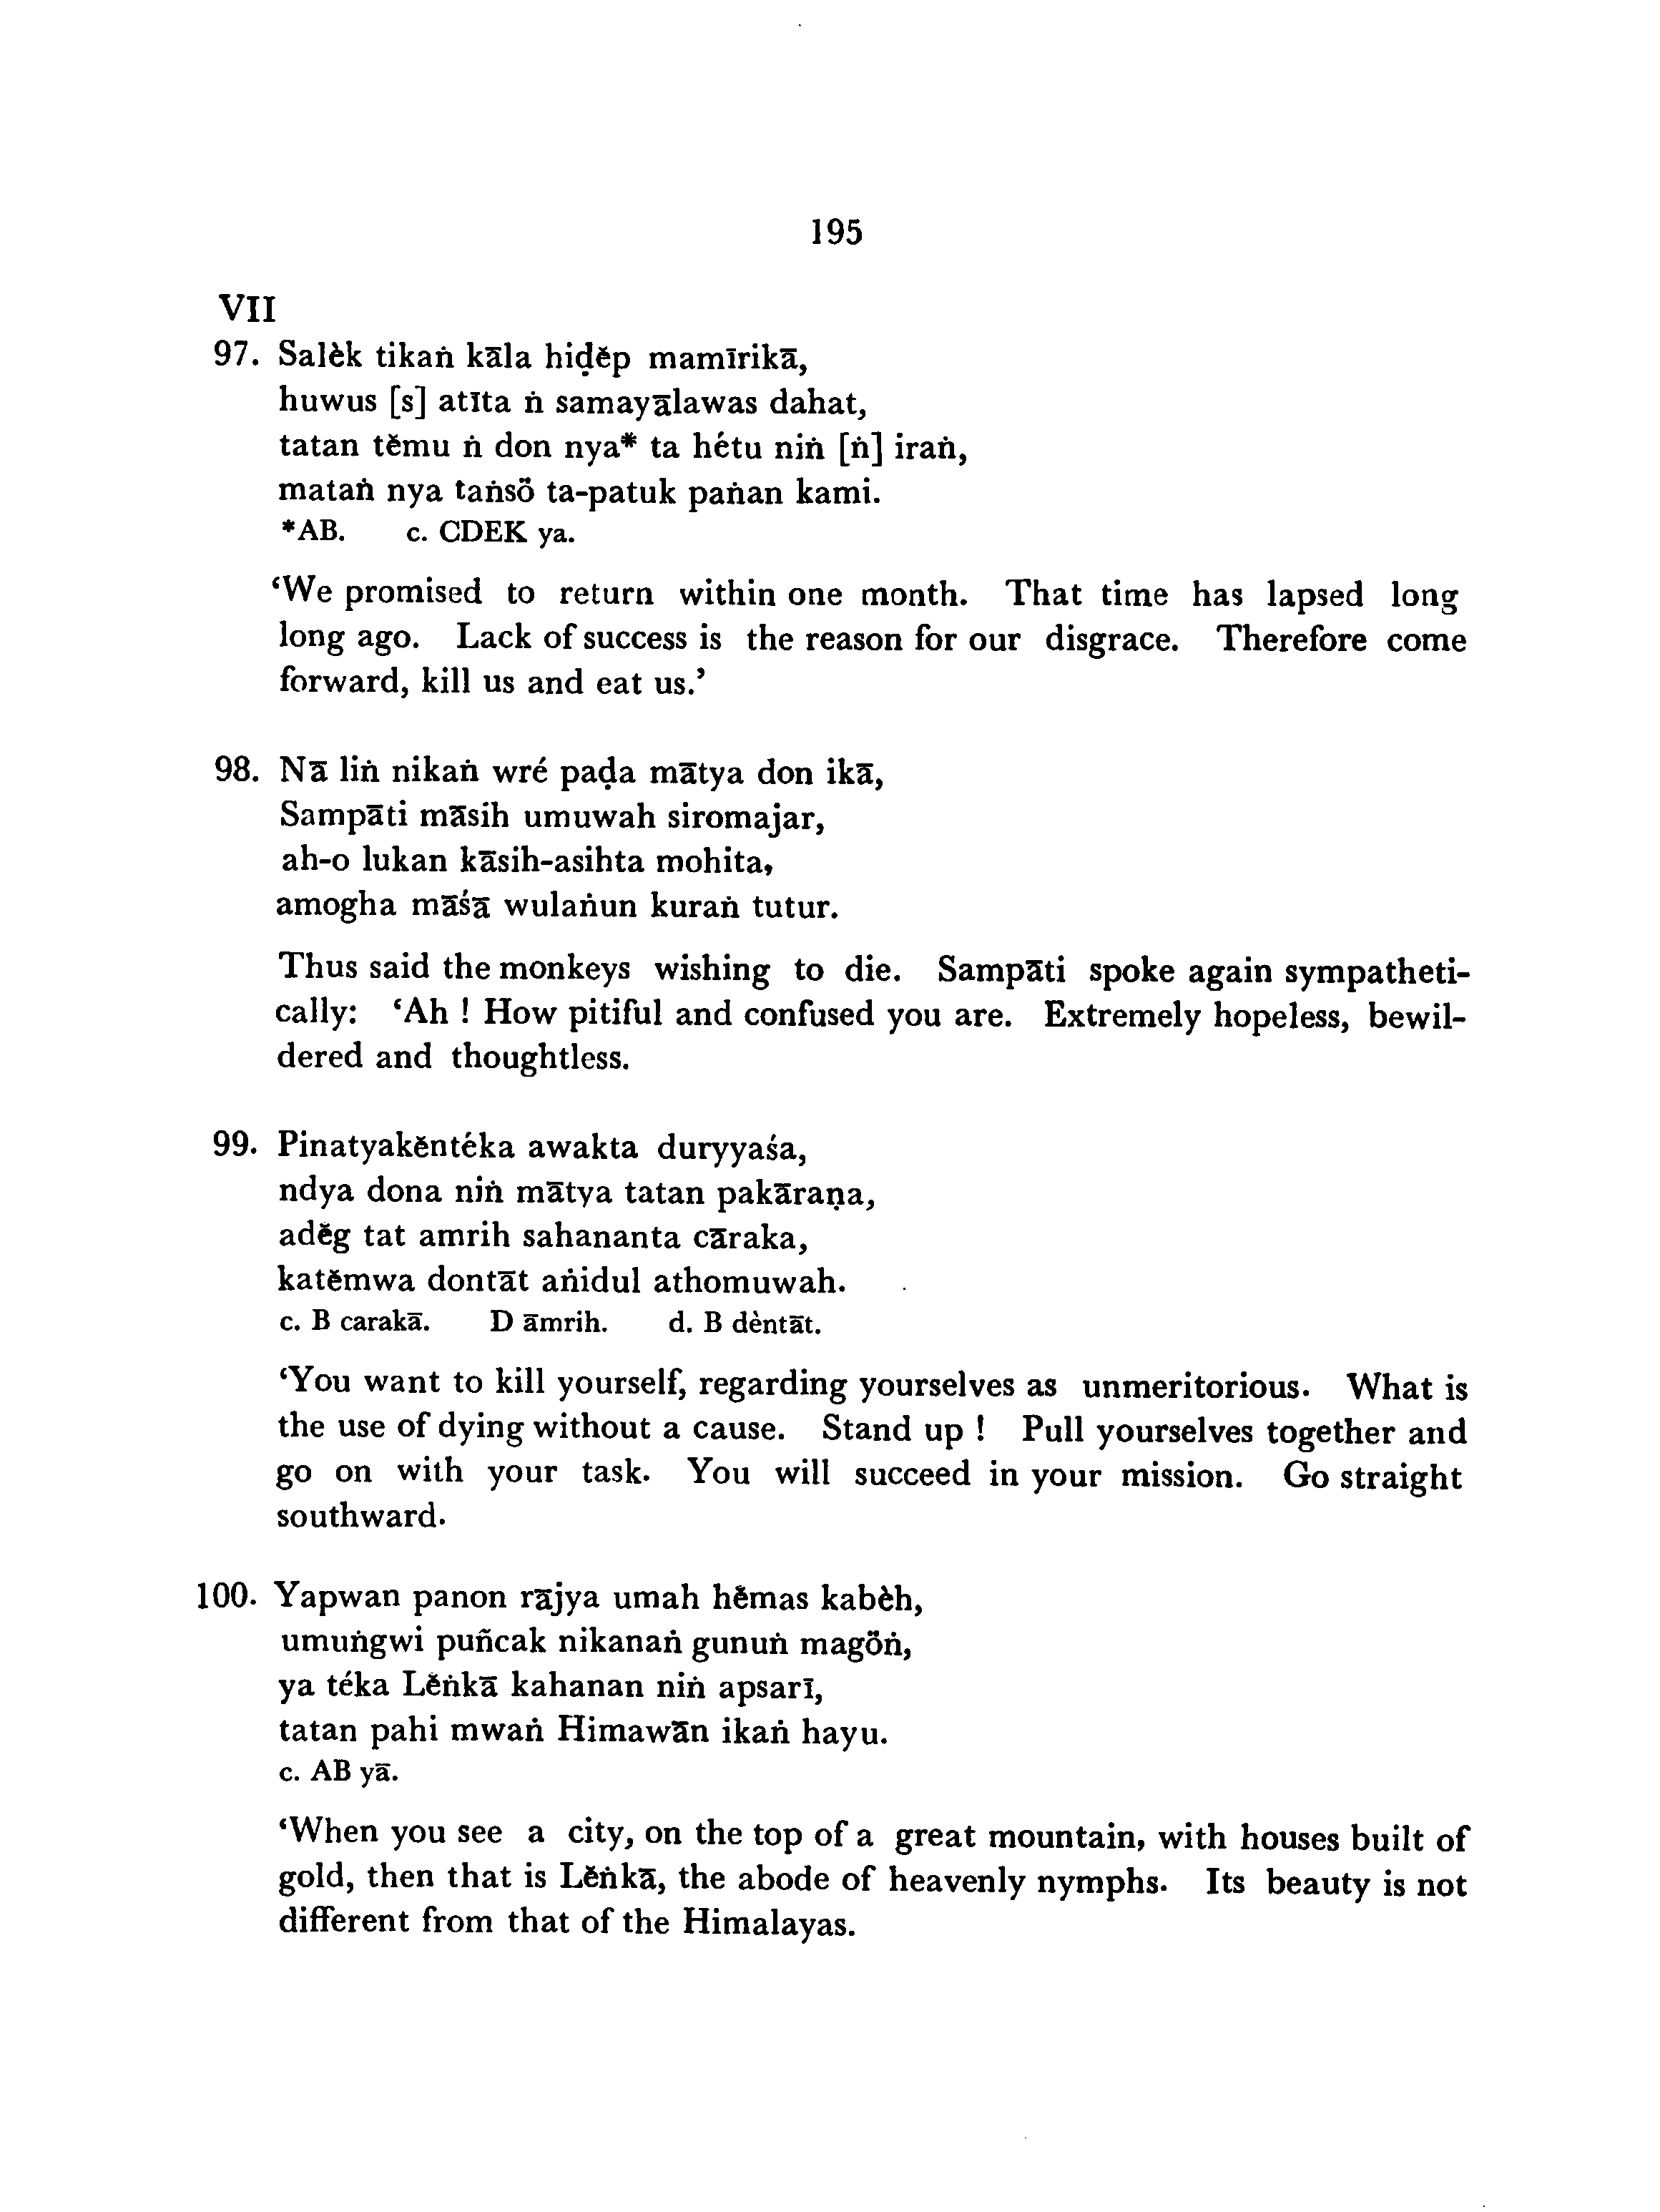 195
VII
97. Salèk tikaṅ kāla hiḍĕp mamīrikā,
huwus [s] atīta ṅ samayālawas dahat,
tatan tĕmu ṅ don nya* ta hétu niṅ [ṅ] iraṅ,
mataṅ nya taṅsö̆ ta-patuk paṅan kami.
*AB. c. CDEK ya.
‘We promised to return within one month. That time has lapsed long
long ago. Lack of success is the reason for our disgrace. Therefore come
forward, kill us and eat us.’
98. Nā liṅ nikaṅ wré paḍa mātya don ikā,
Sampāti māsih umuwah siromajar,
ah-o lukan kāsih-asihta mohita,
amogha māśā wulaṅun kuraṅ tutur.
Thus said the monkeys wishing to die. Sampāti spoke again sympatheti-
cally: ‘Ah ! How pitiful and confused you are. Extremely hopeless, bewil-
dered and thoughtless.
99. Pinatyakĕntéka awakta duryyaśa,
ndya dona niṅ mātya tatan pakāraṇa,
adĕg tat amrih sahananta cāraka,
katĕmwa dontāt aṅidul athomuwah.
c. B carakā. D āmrih. d. B dèntāt.
‘You want to kill yourself, regarding yourselves as unmeritorious. What is
the use of dying without a cause. Stand up ! Pull yourselves together and
go on with your task. You will succeed in your mission. Go straight
southward.
100. Yapwan panon rājya umah hĕmas kabèh,
umuṅgwi puñcak nikanaṅ gunuṅ magö̆ṅ,
ya téka Lĕṅkā kahanan niṅ apsarī,
tatan pahi mwaṅ Himawān ikaṅ hayu.
c. AB yā.
‘When you see a city, on the top of a great mountain, with houses built of
gold, then that is Lĕṅkā, the abode of heavenly nymphs. Its beauty is not
different from that of the Himalayas.